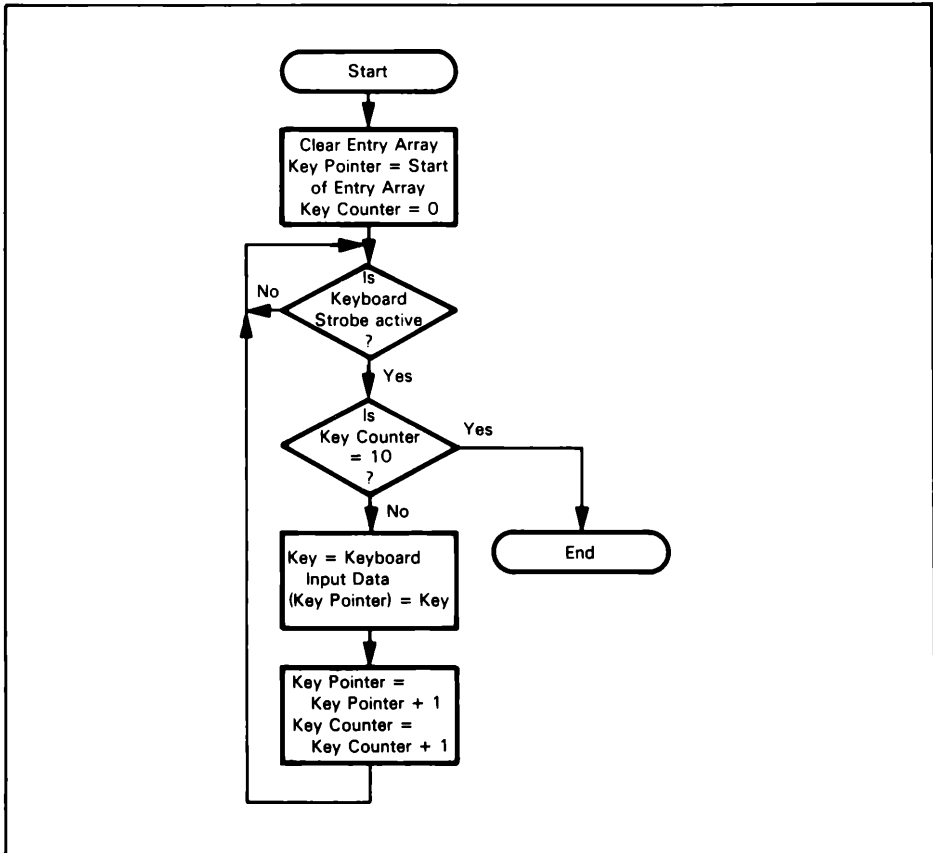 Start
Clear Entry Array
Key Pointer = Start
of Entry Array
Key Counter = 0
No
Is
Keyboard
Strobe active
?
Yes
Is
Key Counter
= 10
?
Yes
No
Key = Keyboard
Input Data
(Key Pointer) = Key
End
Key Pointer =
Key Pointer + 1
Key Counter =
Key Counter + 1